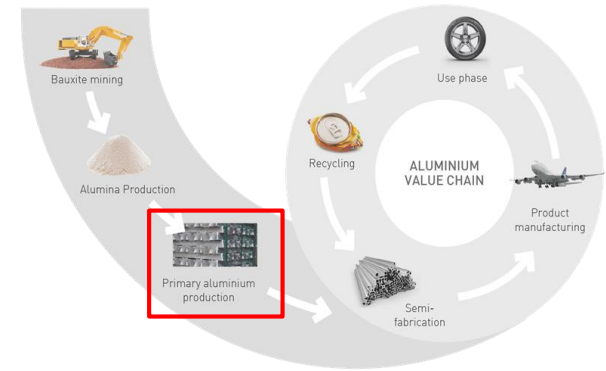 Bauxite mining
Alumina Production
Primary aluminium
production
Semi-
fabrication
Product
manufacturing
Use phase
Recycling
ALUMINIUM
VALUE CHAIN